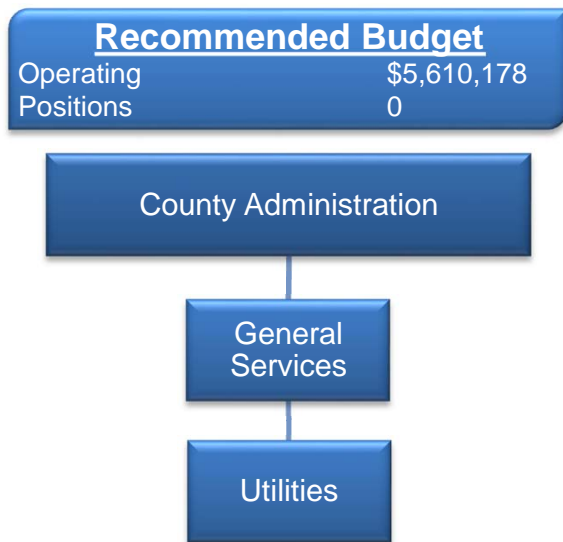 Recommended Budget
Operating $5,610,178
Positions 0
County Administration
General
Services
Utilities